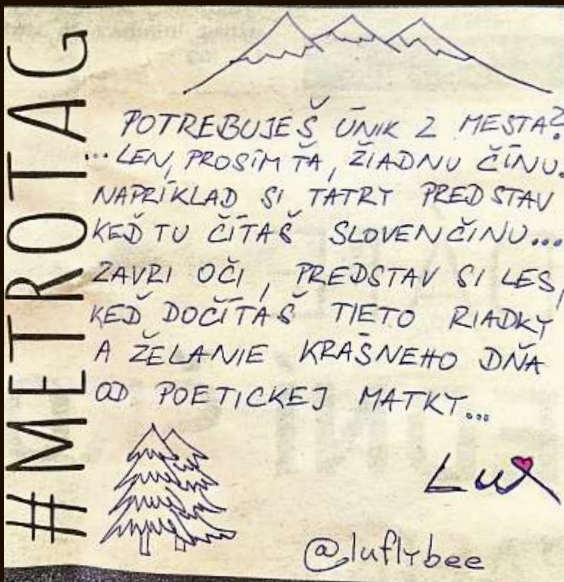 #METROTAG
POTREBUJEŠ ÚNIK Z MESTA?
...LEN, PROSÍM ŤA, ŽIADNU ČÍNU.
NAPRÍKLAD SI TATRY PREDSTAV
KEĎ TU ČÍTAŠ SLOVENČINU...
ZAVRI OČI, PREDSTAV SI LES,
KEĎ DOČÍTAŠ TIETO RIADKY
A ŽELANIE KRÁSNEHO DŇA
OD POETICKEJ MATKY...
Lux
@luflybee